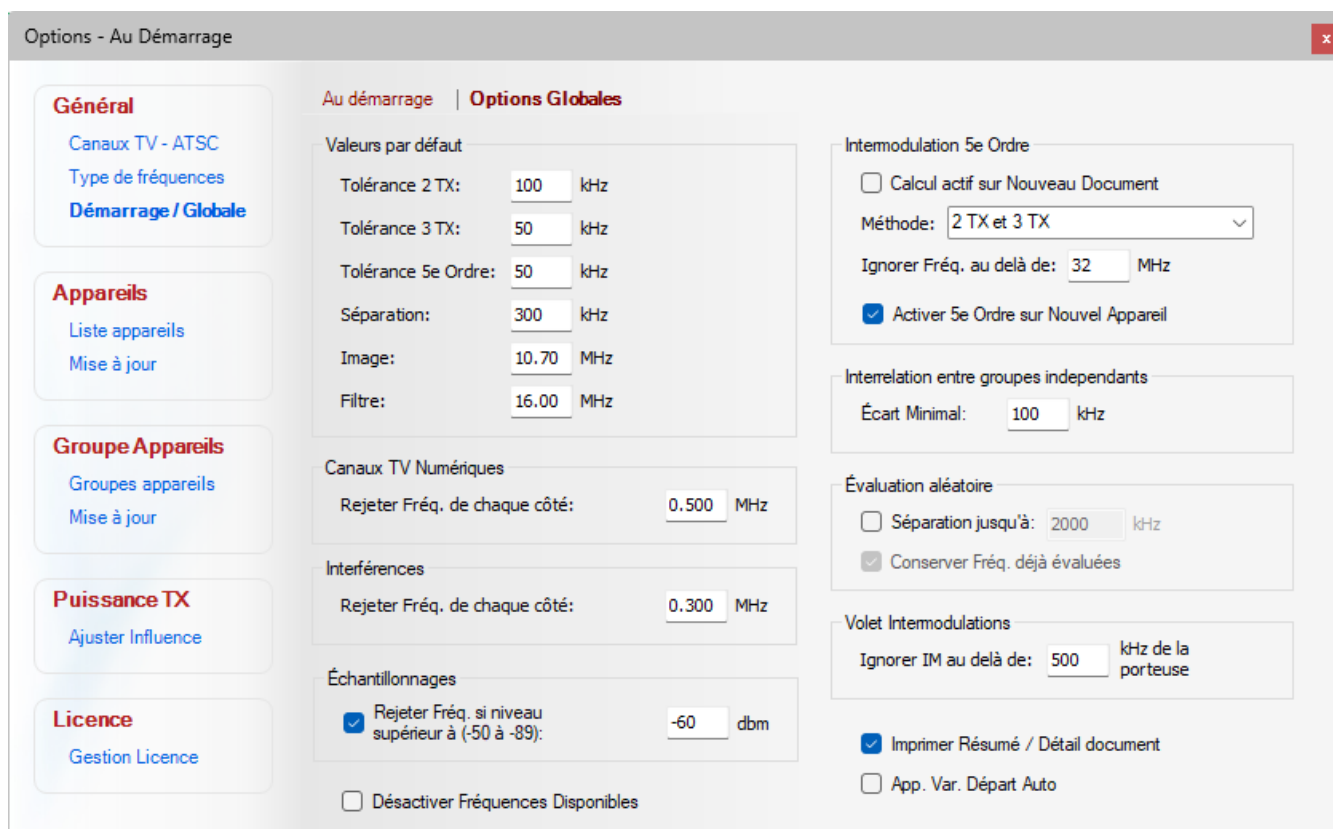 Options - Au Démarrage
x
Général
Canaux TV - ATSC
Type de fréquences
Démarrage / Globale
Appareils
Liste appareils
Mise à jour
Groupe Appareils
Groupes appareils
Mise à jour
Puissance TX
Ajuster Influence
Licence
Gestion Licence
Au démarrage | Options Globales
Valeurs par défaut
Tolérance 2 TX: 100 kHz
Tolérance 3 TX: 50 kHz
Tolérance 5e Ordre: 50 kHz
Séparation: 300 kHz
Image: 10.70 MHz
Filtre: 16.00 MHz
Canaux TV Numériques
Rejeter Fréq. de chaque côté: 0.500 MHz
Interférences
Rejeter Fréq. de chaque côté: 0.300 MHz
Échantillonnages
Rejeter Fréq. si niveau
supérieur à (-50 à -89): -60 dbm
Désactiver Fréquences Disponibles
Intermodulation 5e Ordre
Calcul actif sur Nouveau Document
Méthode: 2 TX et 3 TX
Ignorer Fréq. au delà de: 32 MHz
Activer 5e Ordre sur Nouvel Appareil
Interrelation entre groupes independants
Écart Minimal: 100 kHz
Évaluation aléatoire
Séparation jusqu'à: 2000 kHz
Conserver Fréq. déjà évaluées
Volet Intermodulations
Ignorer IM au delà de: 500 kHz de la
porteuse
Imprimer Résumé / Détail document
App. Var. Départ Auto